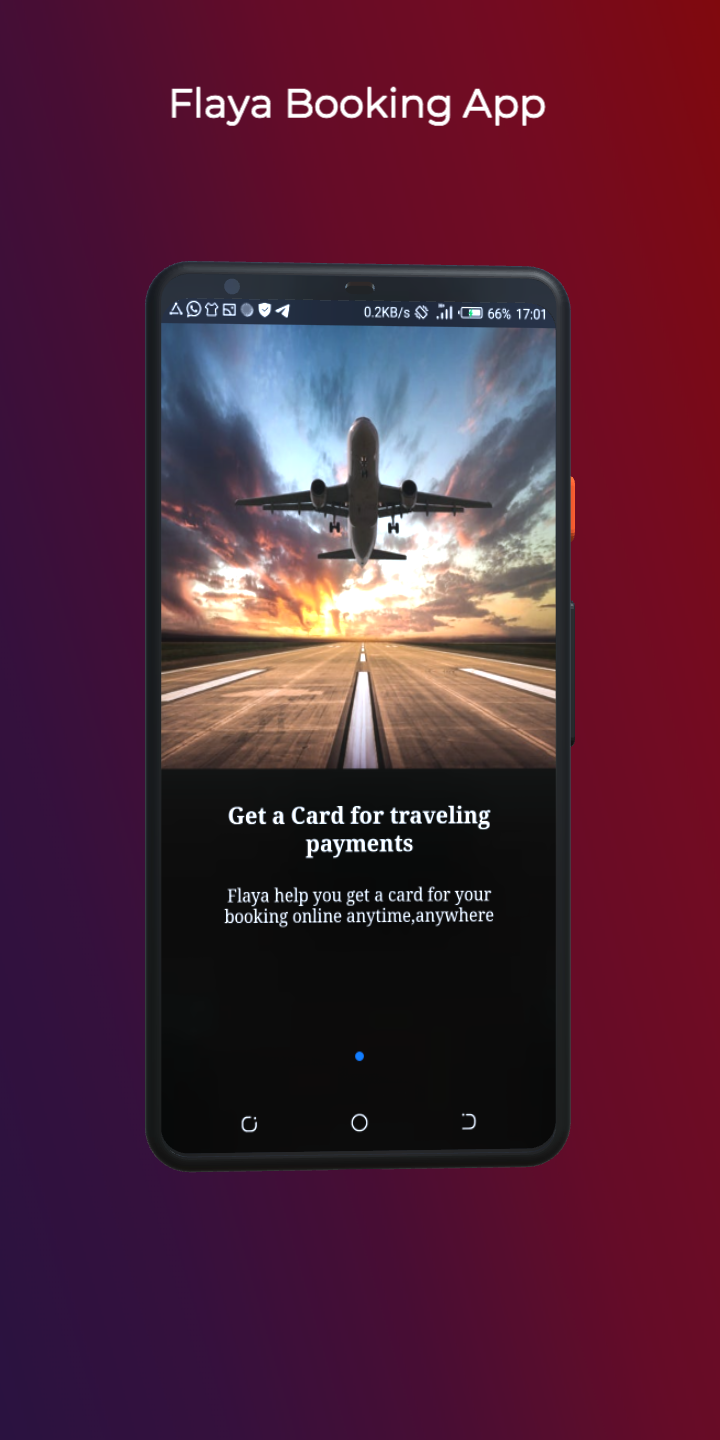 Flaya Booking App
0.2KB/s 66% 17:01
Get a Card for traveling
payments
Flaya help you get a card for your
booking online anytime,anywhere